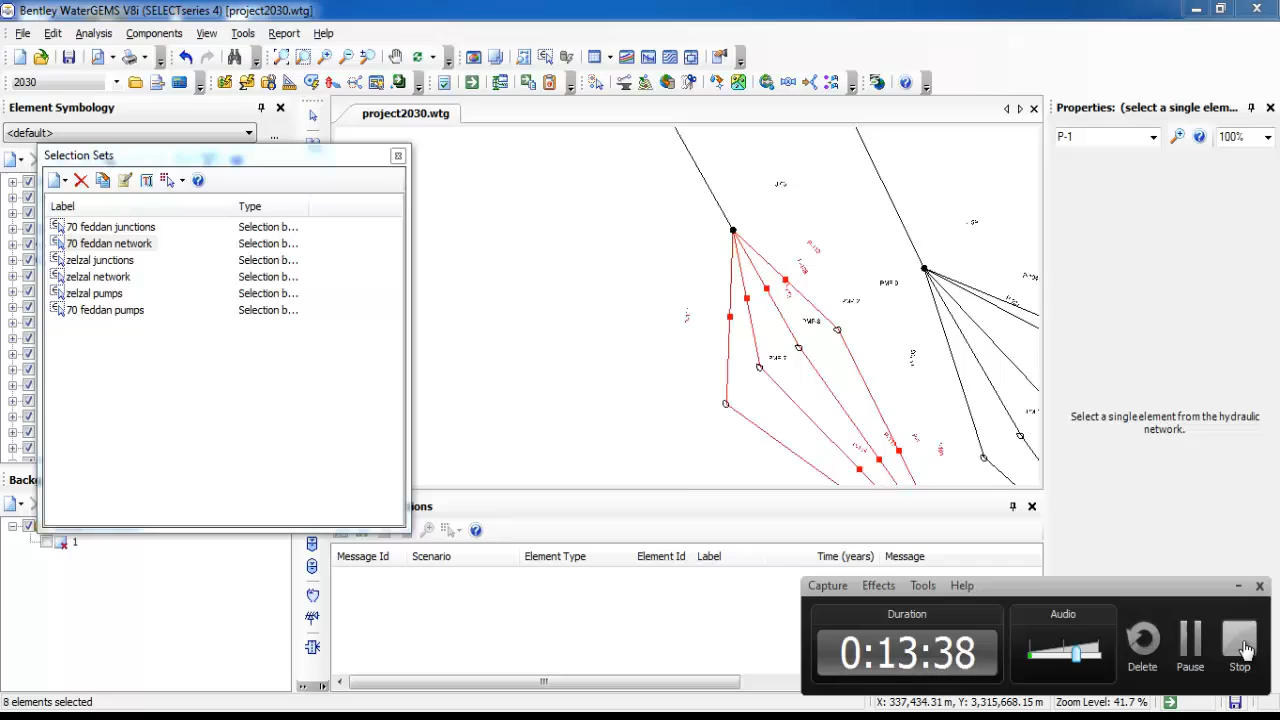 Bentley WaterGEMS V8i (SELECTseries 4) [project2030.wtg]
File Edit Analysis Components View Tools Report Help
2030
Element Symbology
project2030.wtg
Properties: (select a single elem...
<default>
...
P-1
100%
Selection Sets
Label Type
70 feddan junctions Selection b...
70 feddan network Selection b...
zelzal junctions Selection b...
zelzal network Selection b...
zelzal pumps Selection b...
70 feddan pumps Selection b...
Select a single element from the hydraulic
network.
Back
ions
1
Message Id Scenario Element Type Element Id Label Time (years) Message
Capture Effects Tools Help
Duration Audio
0:13:38
Delete Pause Stop
8 elements selected
X: 337,434.31 m, Y: 3,315,668.15 m Zoom Level: 41.7 %